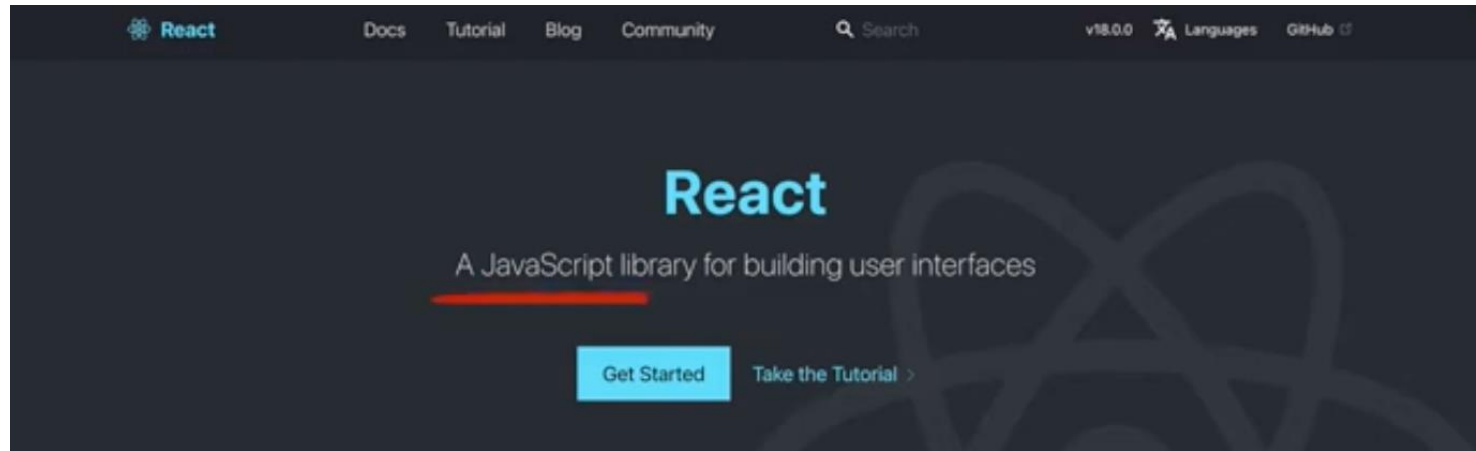 React Docs Tutorial Blog Community Search v18.0.0 Languages GitHub
React
A JavaScript library for building user interfaces
Get Started Take the Tutorial